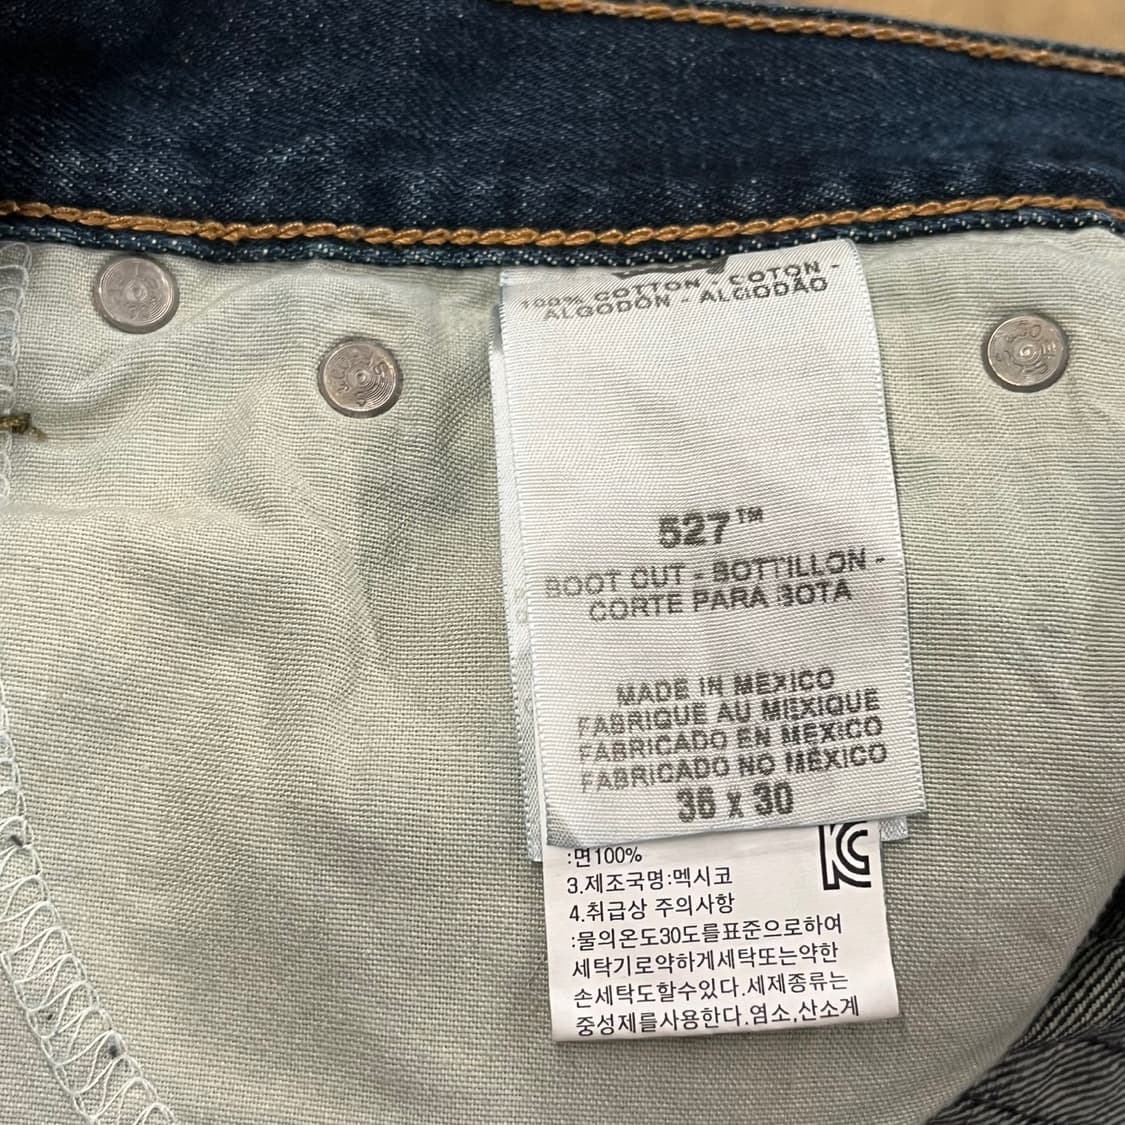 100% COTTON - COTON -
ALGODÓN - ALGODÃO
527™
BOOT CUT - BOTTILLON -
CORTE PARA BOTA
MADE IN MEXICO
FABRIQUE AU MEXIQUE
FABRICADO EN MÉXICO
FABRICADO NO MÉXICO
36 x 30
:면100%
KC
3.제조국명:멕시코
4.취급상 주의사항
:물의온도30도를표준으로하여
세탁기로약하게세탁또는약한
손세탁도할수있다.세제종류는
중성제를사용한다.염소,산소계